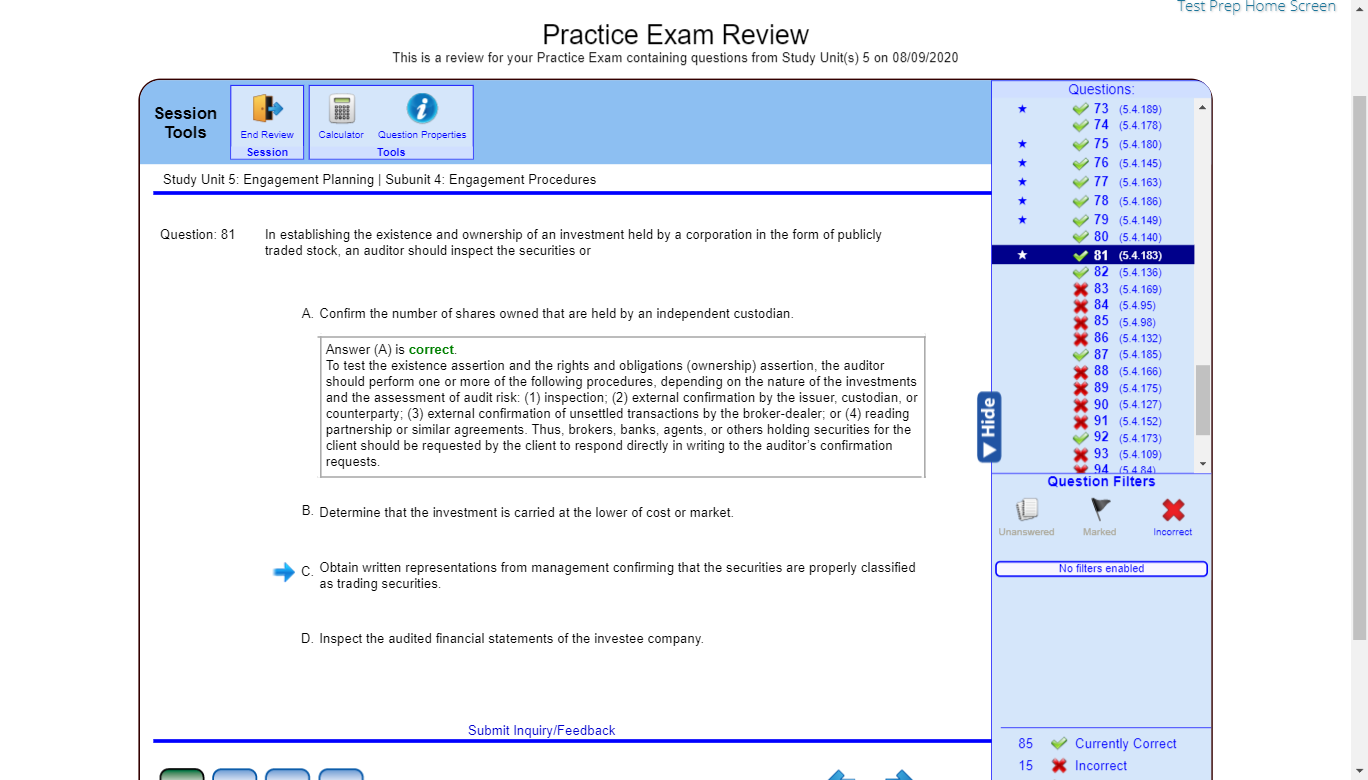 Test Prep Home Screen
Practice Exam Review
This is a review for your Practice Exam containing questions from Study Unit(s) 5 on 08/09/2020
Session
Tools
End Review
Session
Calculator
Question Properties
Tools
Study Unit 5: Engagement Planning | Subunit 4: Engagement Procedures
Question: 81
In establishing the existence and ownership of an investment held by a corporation in the form of publicly
traded stock, an auditor should inspect the securities or
A. Confirm the number of shares owned that are held by an independent custodian.
Answer (A) is correct.
To test the existence assertion and the rights and obligations (ownership) assertion, the auditor
should perform one or more of the following procedures, depending on the nature of the investments
and the assessment of audit risk: (1) inspection; (2) external confirmation by the issuer, custodian, or
counterparty; (3) external confirmation of unsettled transactions by the broker-dealer; or (4) reading
partnership or similar agreements. Thus, brokers, banks, agents, or others holding securities for the
client should be requested by the client to respond directly in writing to the auditor's confirmation
requests.
B. Determine that the investment is carried at the lower of cost or market.
C. Obtain written representations from management confirming that the securities are properly classified
as trading securities.
D. Inspect the audited financial statements of the investee company.
Submit Inquiry/Feedback
Hide
Questions:
73 (5.4.189)
74 (5.4.178)
75 (5.4.180)
76 (5.4.145)
77 (5.4.163)
78 (5.4.186)
79 (5.4.149)
80 (5.4.140)
81 (5.4.183)
82 (5.4.136)
83 (5.4.169)
84 (5.4.95)
85 (5.4.98)
86 (5.4.132)
87 (5.4.185)
88 (5.4.166)
89 (5.4.175)
90 (5.4.127)
91 (5.4.152)
92 (5.4.173)
93 (5.4.109)
94 (5.4.84)
Question Filters
Unanswered
Marked
Incorrect
No filters enabled
85 Currently Correct
15 Incorrect